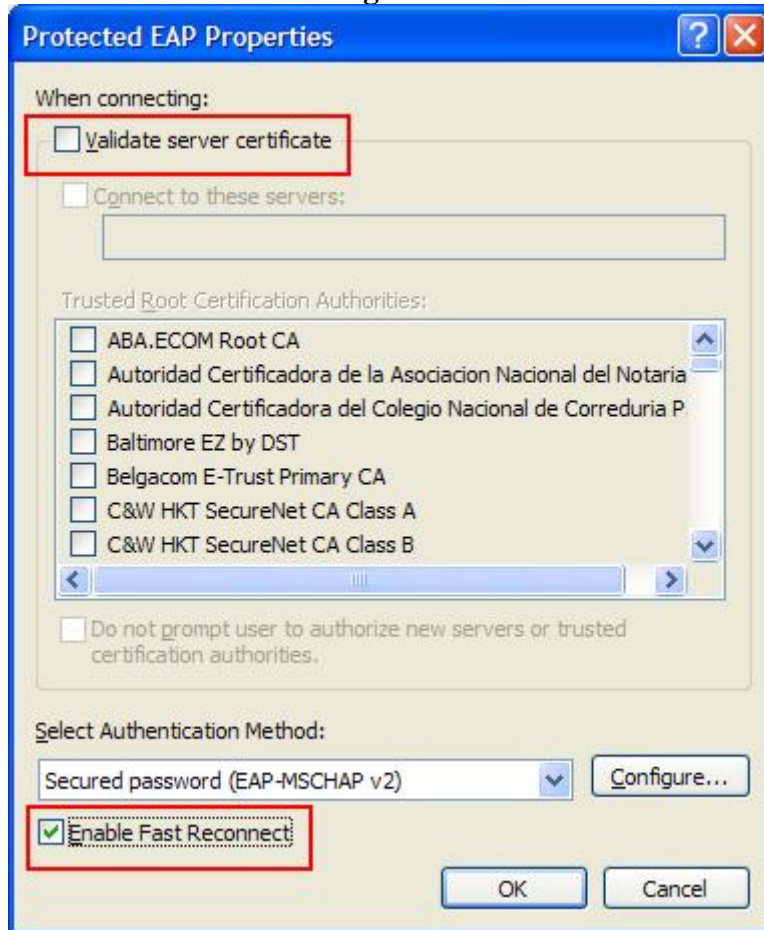 Protected EAP Properties
When connecting:
Validate server certificate
Connect to these servers:
Trusted Root Certification Authorities:
ABA.ECOM Root CA
Autoridad Certificadora de la Asociacion Nacional del Notaria
Autoridad Certificadora del Colegio Nacional de Correduria P
Baltimore EZ by DST
Belgacom E-Trust Primary CA
C&W HKT SecureNet CA Class A
C&W HKT SecureNet CA Class B
Do not prompt user to authorize new servers or trusted
certification authorities.
Select Authentication Method:
Secured password (EAP-MSCHAP v2) Configure...
Enable Fast Reconnect
OK Cancel